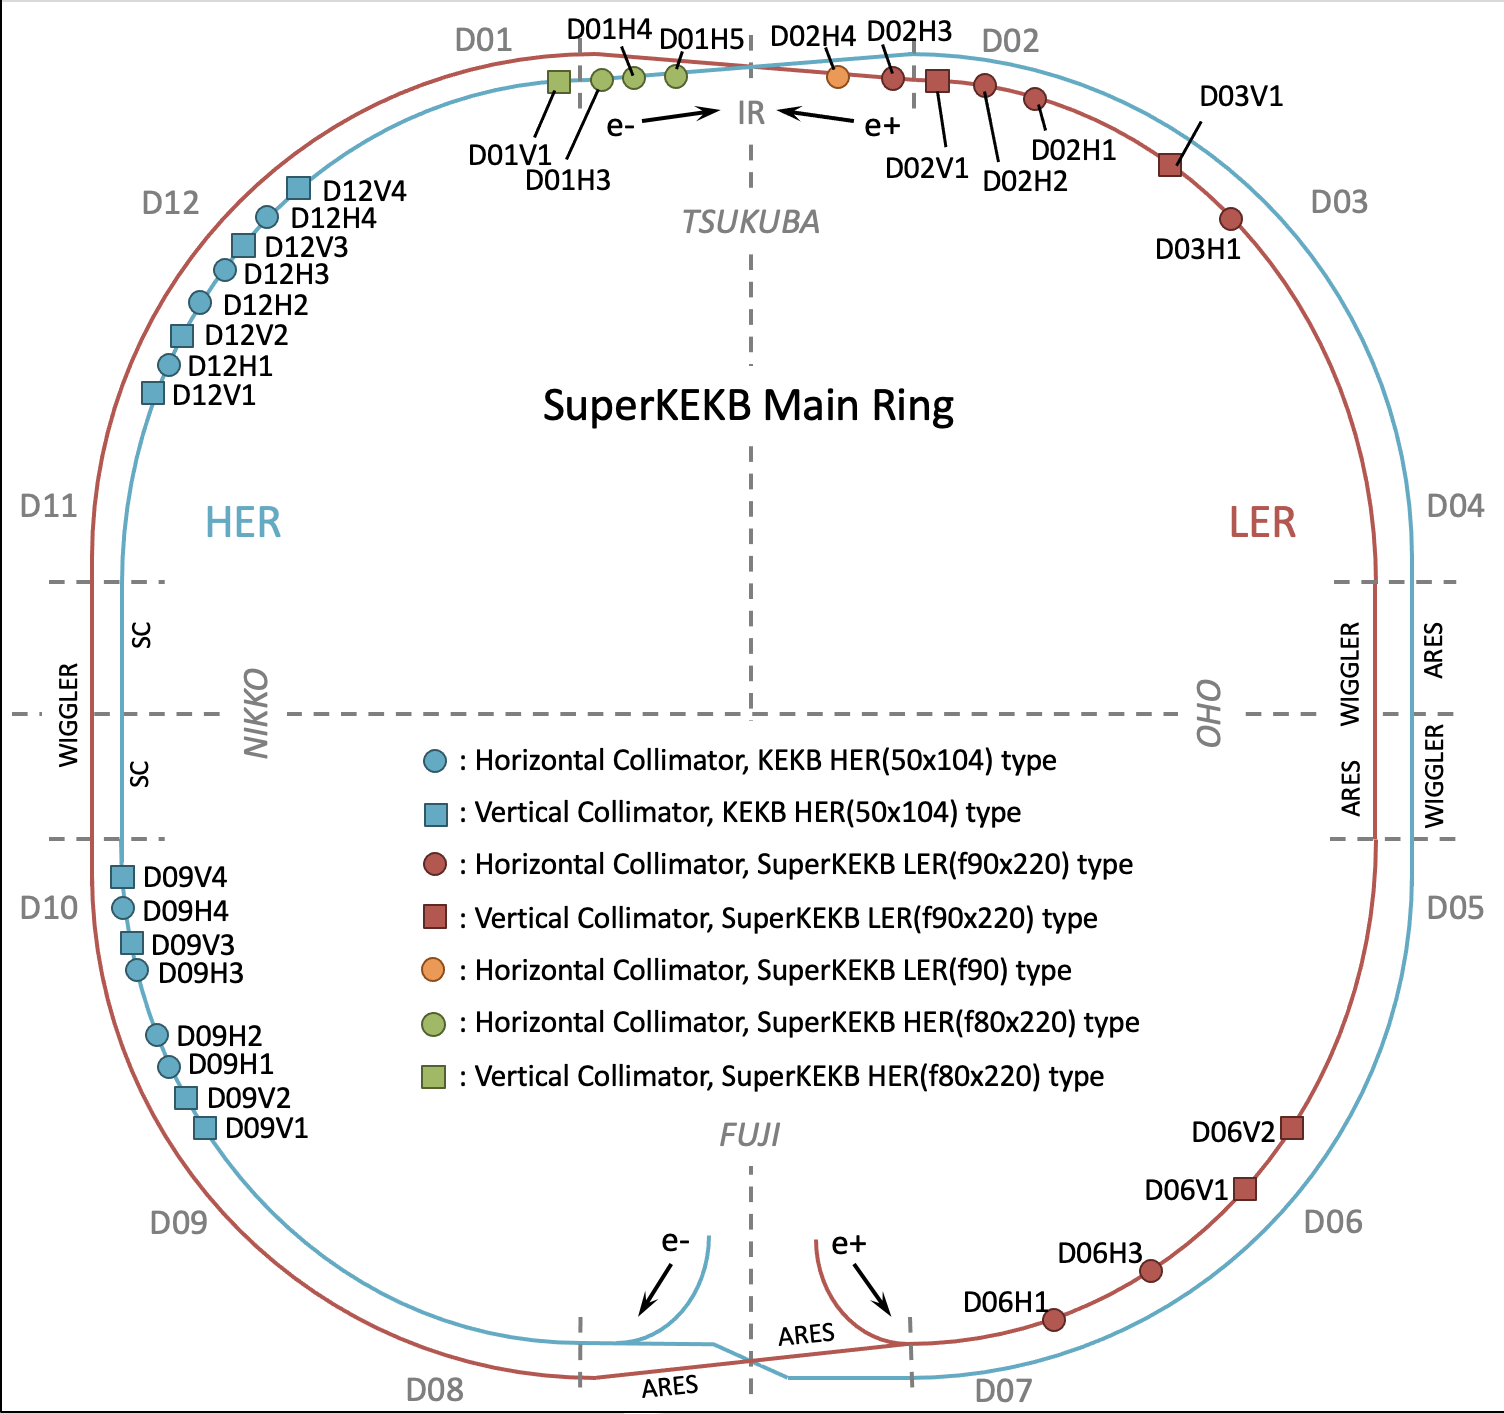 D01
D01H4
D01H5
D02H4
D02H3
D02
D03V1
e-
IR
e+
D01V1
D01H3
D02V1
D02H2
D02H1
D12
D12V4
D12H4
D12V3
D12H3
D12H2
D12V2
D12H1
D12V1
TSUKUBA
D03
D03H1
SuperKEKB Main Ring
D11
HER
LER
D04
SC
WIGGLER
SC
NIKKO
OHO
WIGGLER
ARES
ARES
WIGGLER
: Horizontal Collimator, KEKB HER(50x104) type
: Vertical Collimator, KEKB HER(50x104) type
: Horizontal Collimator, SuperKEKB LER(f90x220) type
: Vertical Collimator, SuperKEKB LER(f90x220) type
: Horizontal Collimator, SuperKEKB LER(f90) type
: Horizontal Collimator, SuperKEKB HER(f80x220) type
: Vertical Collimator, SuperKEKB HER(f80x220) type
D10
D09V4
D09H4
D09V3
D09H3
D09H2
D09H1
D09V2
D09V1
D05
FUJI
D06V2
D06V1
D06H3
D06H1
D09
D06
e-
e+
ARES
ARES
D08
D07